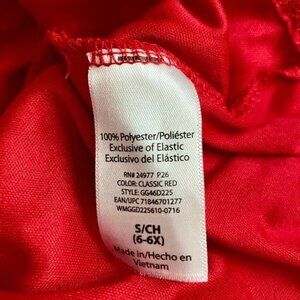 100% Polyester/Poliéster
Exclusive of Elastic
Exclusivo del Elástico
RN# 24977 P26
COLOR: CLASSIC RED
STYLE: GG46D225
EAN/UPC 71846701277
WMGGD225610-0716
S/CH
(6-6X)
Made in/Hecho en
Vietnam